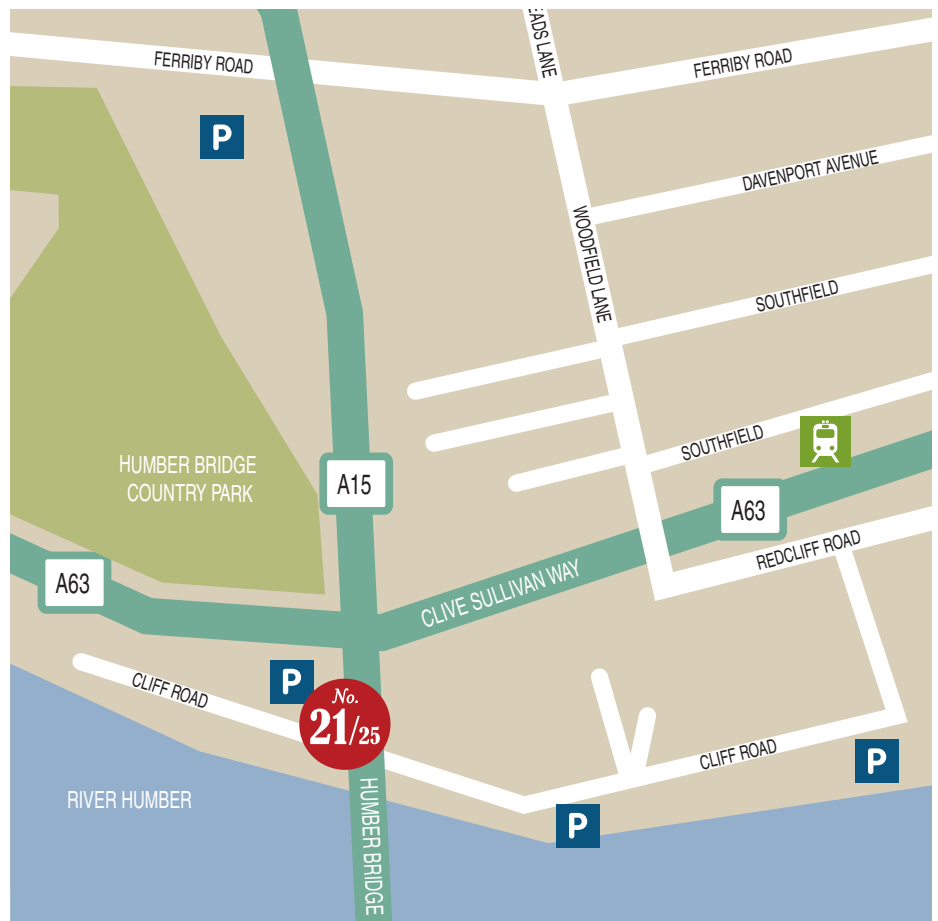 EADS LANE
FERRIBY ROAD
FERRIBY ROAD
P
DAVENPORT AVENUE
WOODFIELD LANE
SOUTHFIELD
SOUTHFIELD
HUMBER BRIDGE
COUNTRY PARK
A15
A63
REDCLIFF ROAD
A63
CLIVE SULLIVAN WAY
P
CLIFF ROAD
No.
21/25
CLIFF ROAD
P
RIVER HUMBER
HUMBER BRIDGE
P